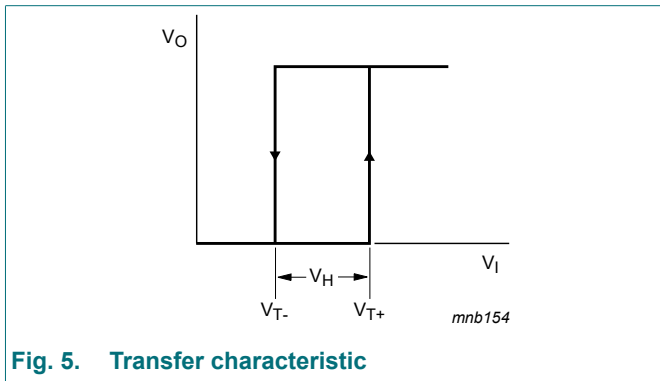 VO
VI
VH
VT- VT+
mnb154
Fig. 5. Transfer characteristic